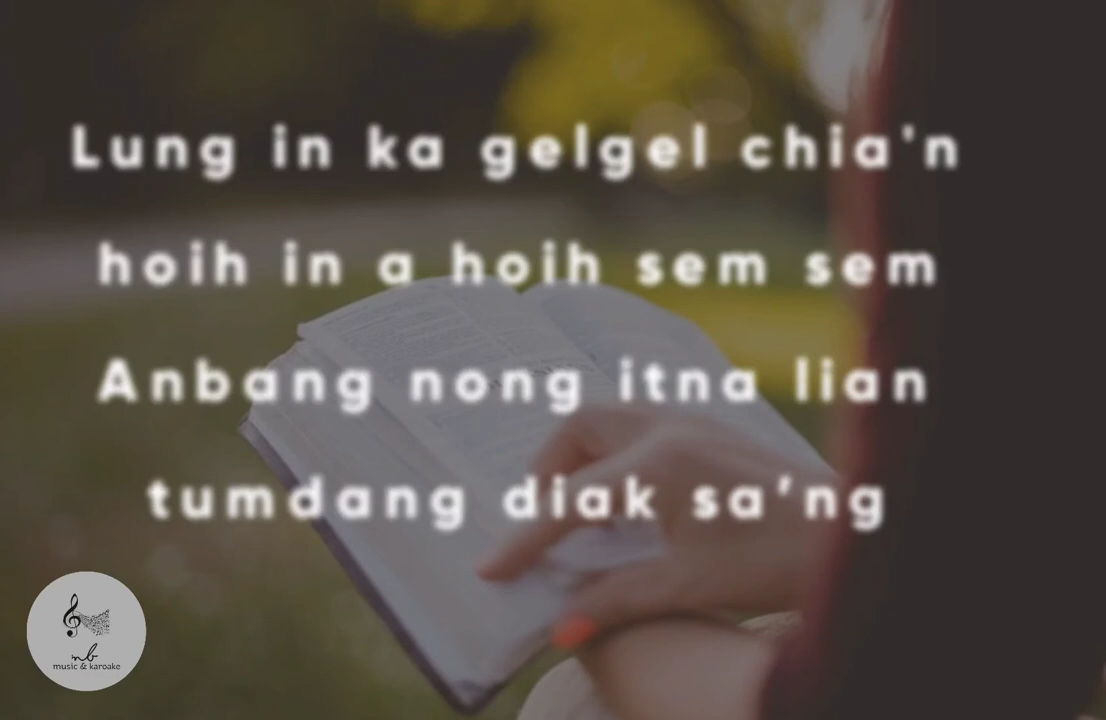 Lung in ka gelgel chia'n
hoih in a hoih sem sem
Anbang nong itna lian
tumdang diak sa'ng
nb
music & karoake